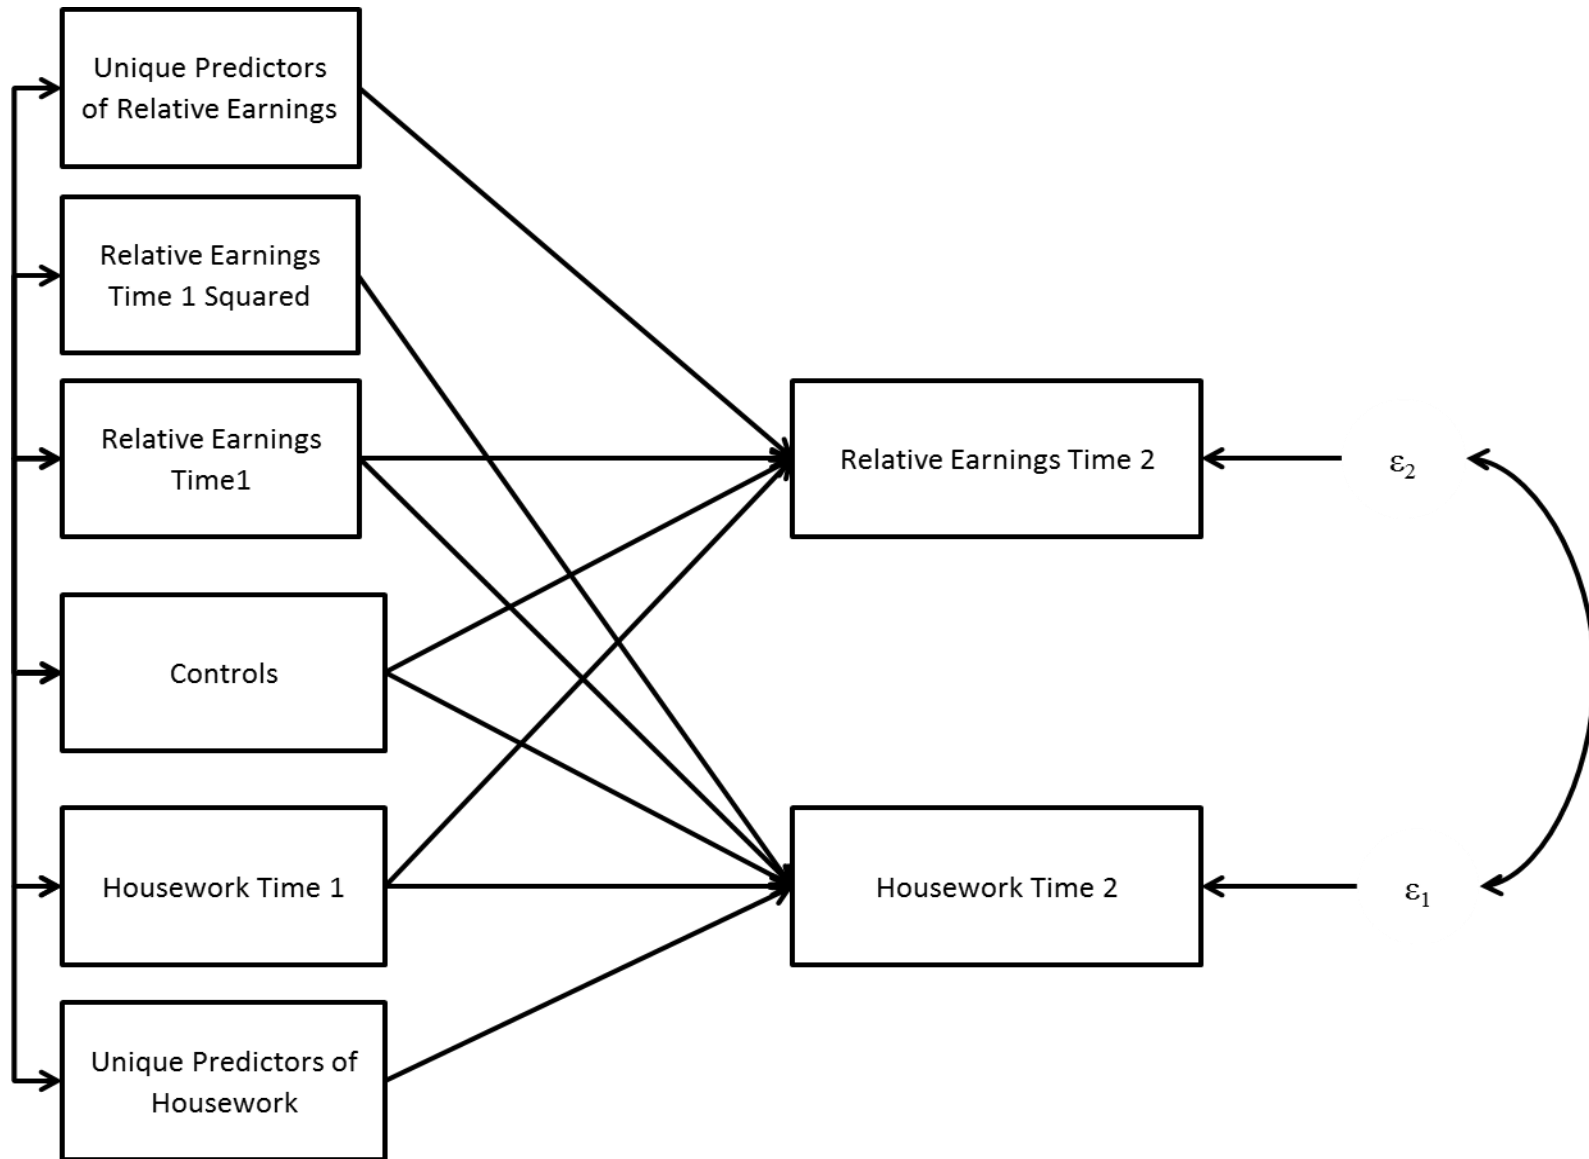 Unique Predictors
of Relative Earnings
Relative Earnings
Time 1 Squared
Relative Earnings
Time1
Controls
Housework Time 1
Unique Predictors of
Housework
Relative Earnings Time 2
Housework Time 2
ε2
ε1